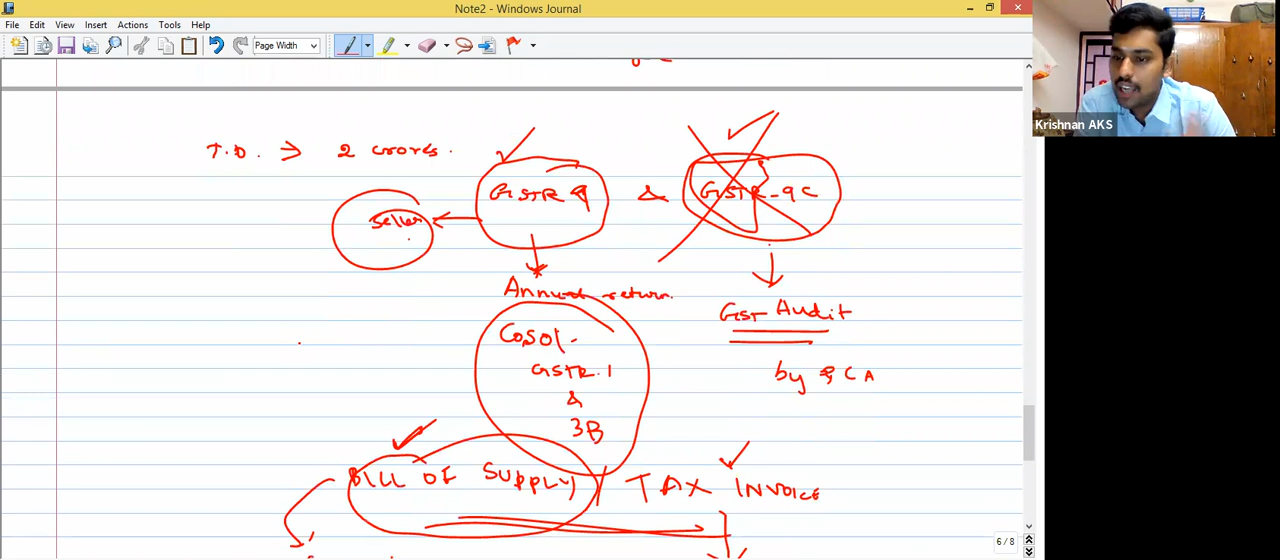 Note2 - Windows Journal
File Edit View Insert Actions Tools Help
Page Width
Krishnan AKS
T.O. > 2 crores. GSTR 9 & GSTR-9C
Seller
Annual return.
GST Audit
Cosol.
GSTR.1
by CA
&
3B
BILL OF SUPPLY / TAX INVOICE
6 / 8